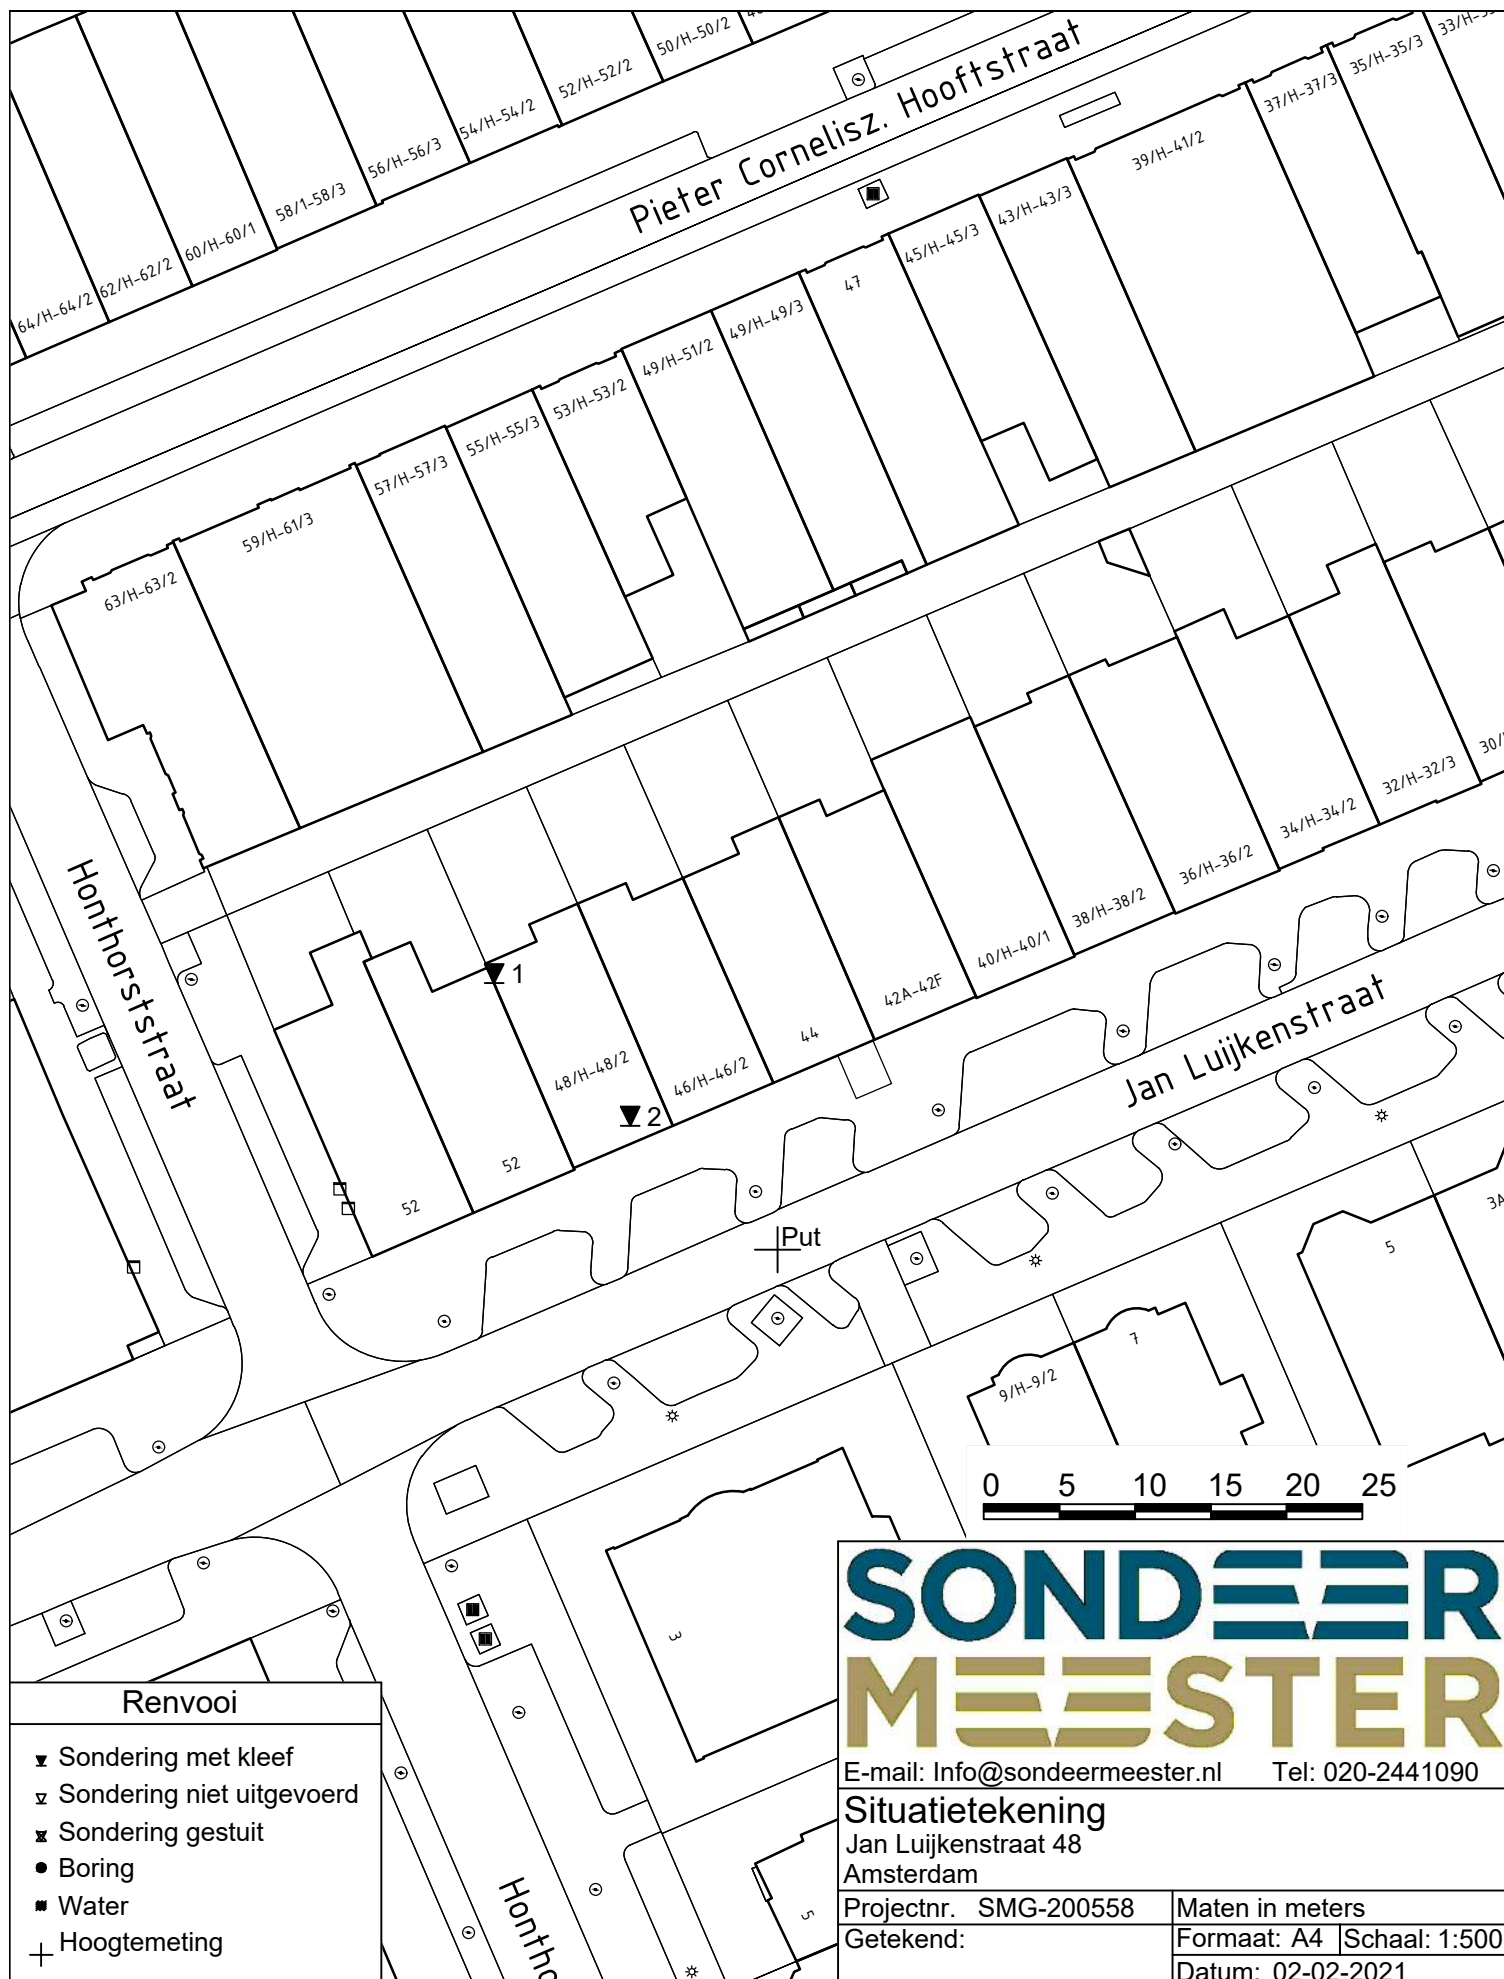 50/H-50/2
52/H-52/2
54/H-54/2
56/H-56/3
58/1-58/3
60/H-60/1
62/H-62/2
64/H-64/2
Pieter Cornelisz. Hooftstraat
35/H-35/3
37/H-37/3
39/H-41/2
43/H-43/3
45/H-45/3
47
49/H-49/3
49/H-51/2
53/H-53/2
55/H-55/3
57/H-57/3
59/H-61/3
63/H-63/2
Honthorststraat
32/H-32/3
34/H-34/2
36/H-36/2
38/H-38/2
40/H-40/1
42A-42F
44
46/H-46/2
48/H-48/2
1
2
52
52
Jan Luijkenstraat
Put
3A
5
7
9/H-9/2
3
5
0 5 10 15 20 25
SONDEER
MEESTER
E-mail: Info@sondeermeester.nl Tel: 020-2441090
Situatietekening
Jan Luijkenstraat 48
Amsterdam
Projectnr. SMG-200558 Maten in meters
Getekend: Formaat: A4 Schaal: 1:500
Datum: 02-02-2021
Renvooi
Sondering met kleef
Sondering niet uitgevoerd
Sondering gestuit
Boring
Water
Hoogtemeting